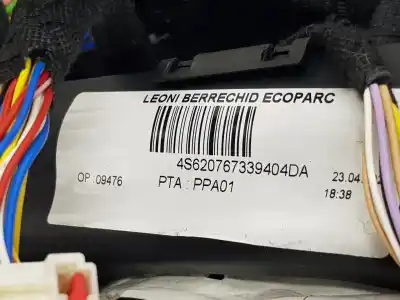 LEONI BERRECHID ECOPARC
4S620767339404DA
OP :09476 PTA : PPA01 23.04
18:38